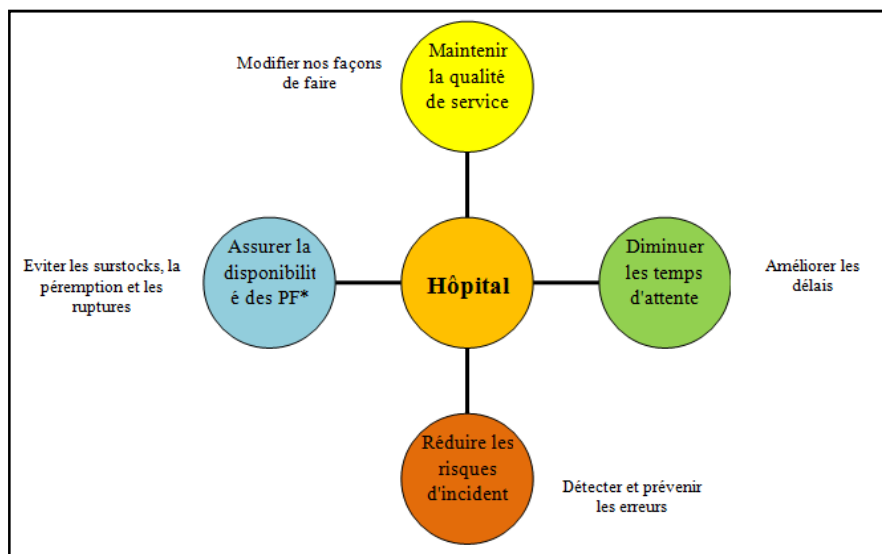 Maintenir
la qualité
de service
Modifier nos façons
de faire
Assurer la
disponibilit
é des PF*
Eviter les surstocks, la
péremption et les
ruptures
Hôpital
Diminuer
les temps
d'attente
Améliorer les
délais
Réduire les
risques
d'incident
Détecter et prévenir
les erreurs